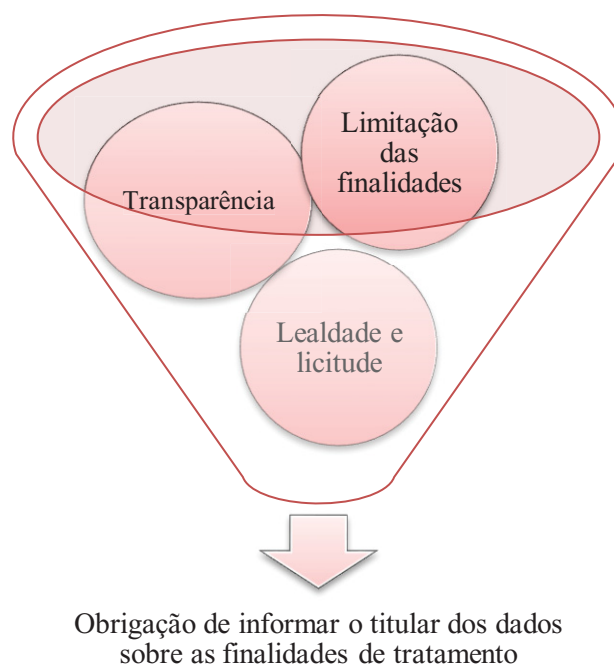 Limitação
das
finalidades
Transparência
Lealdade e
licitude
Obrigação de informar o titular dos dados
sobre as finalidades de tratamento